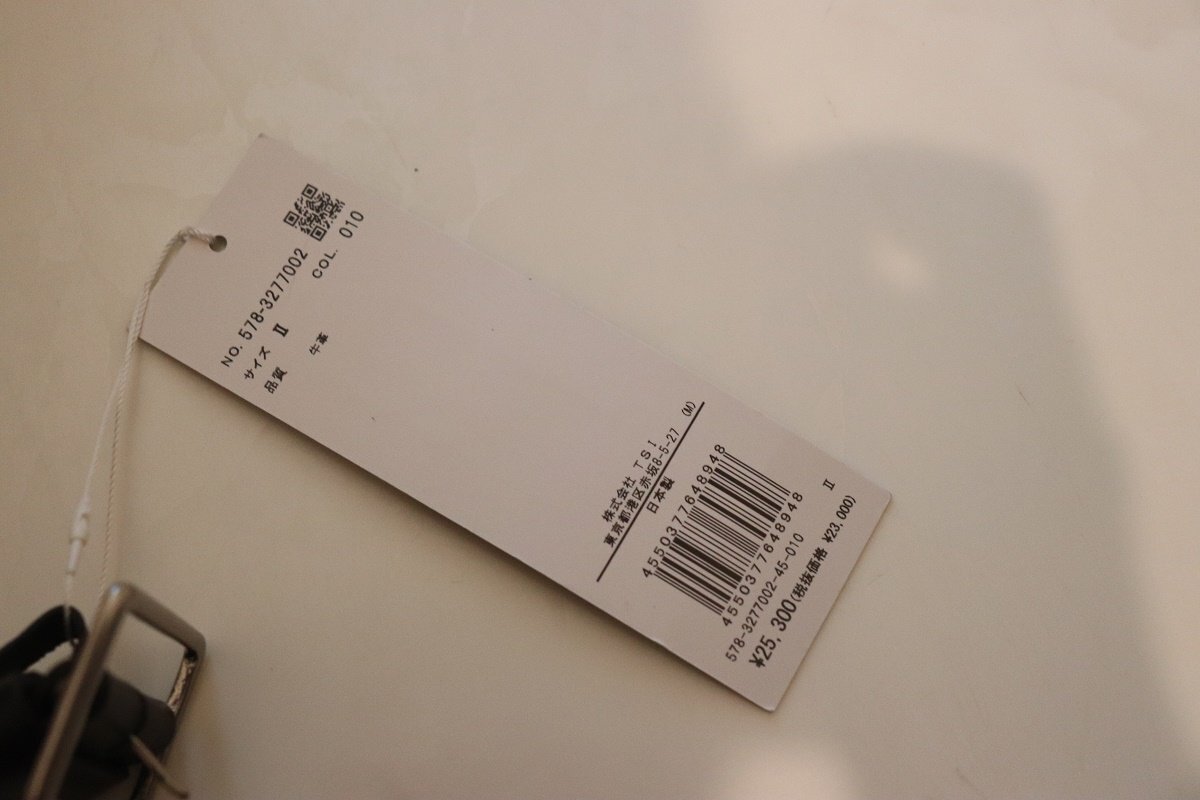 NO. 578-3277002
サイズ Ⅱ COL. 010
品質 牛革
株式会社 TSI
東京都港区赤坂8-5-27 (M)
日本製
4550377648948
4550377648948
578-3277002-45-010 Ⅱ
¥25,300(税抜価格 ¥23,000)